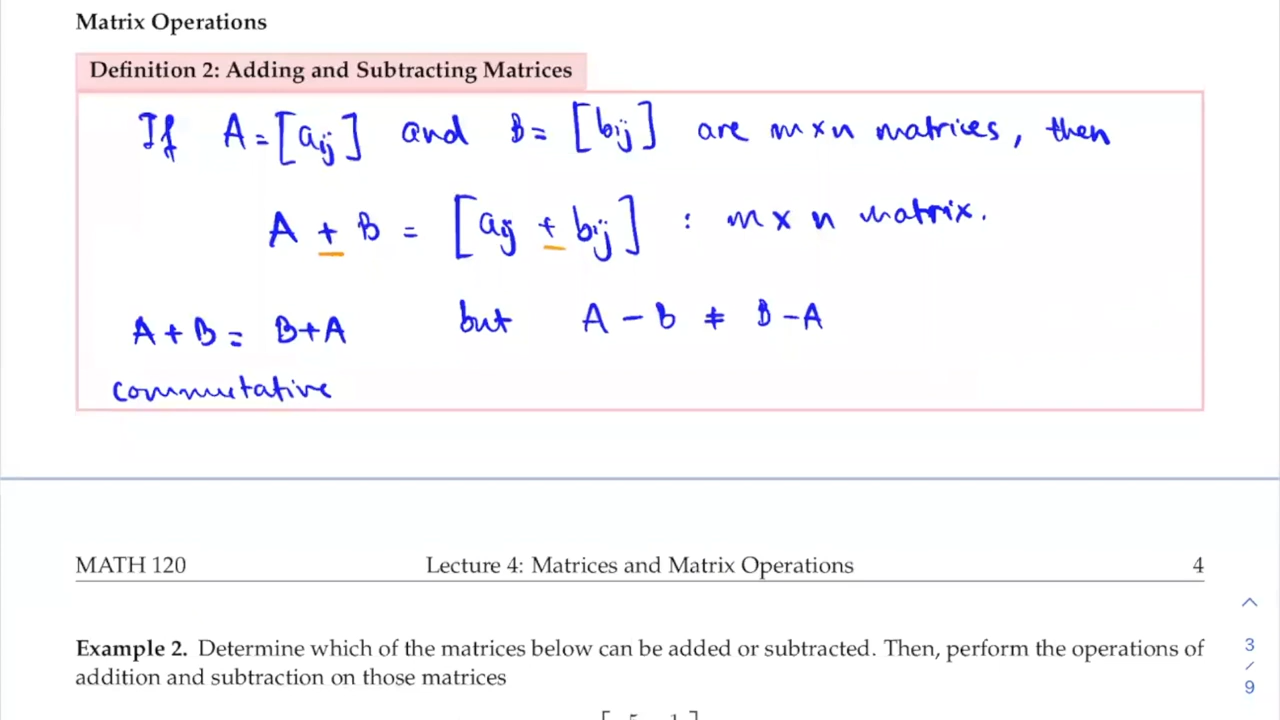 Matrix Operations
Definition 2: Adding and Subtracting Matrices
If A = [aij] and B = [bij] are m×n matrices, then
A + B = [aij + bij] : m × n matrix.
A + B = B + A but A − B ≠ B − A
commutative
MATH 120 Lecture 4: Matrices and Matrix Operations 4
Example 2. Determine which of the matrices below can be added or subtracted. Then, perform the operations of
addition and subtraction on those matrices
3
/
9